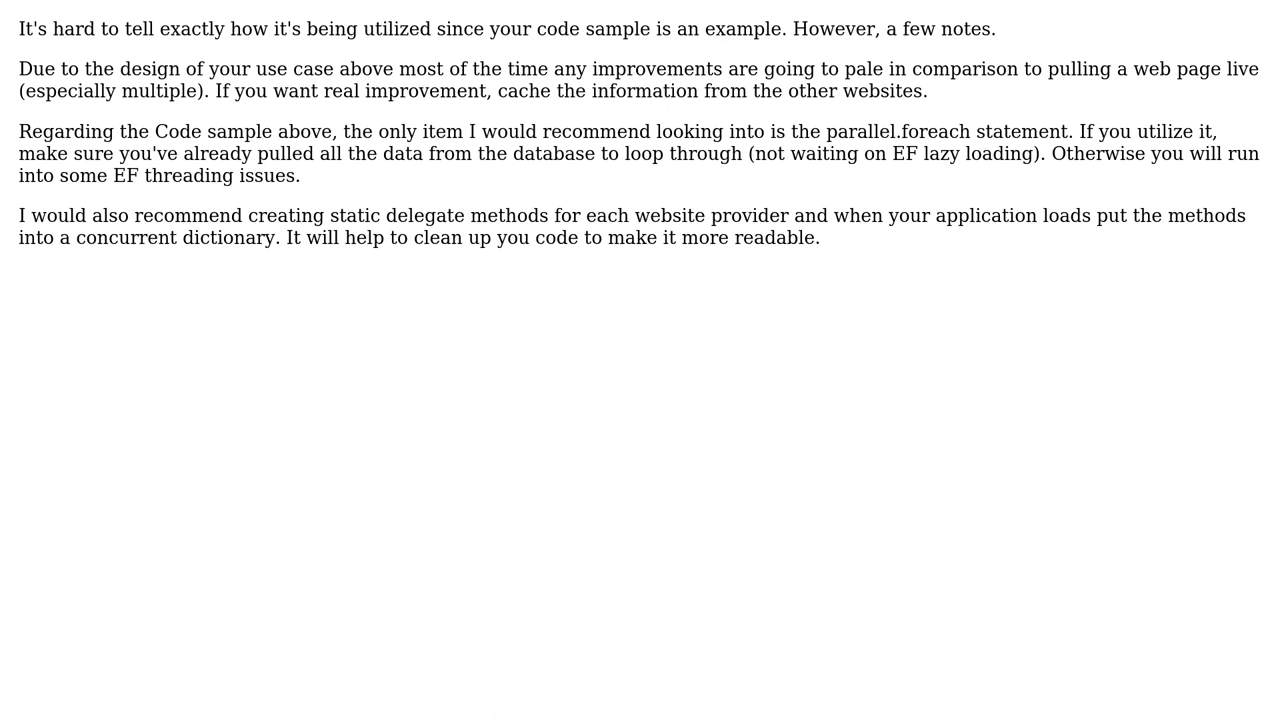 It's hard to tell exactly how it's being utilized since your code sample is an example. However, a few notes.
Due to the design of your use case above most of the time any improvements are going to pale in comparison to pulling a web page live
(especially multiple). If you want real improvement, cache the information from the other websites.
Regarding the Code sample above, the only item I would recommend looking into is the parallel.foreach statement. If you utilize it,
make sure you've already pulled all the data from the database to loop through (not waiting on EF lazy loading). Otherwise you will run
into some EF threading issues.
I would also recommend creating static delegate methods for each website provider and when your application loads put the methods
into a concurrent dictionary. It will help to clean up you code to make it more readable.